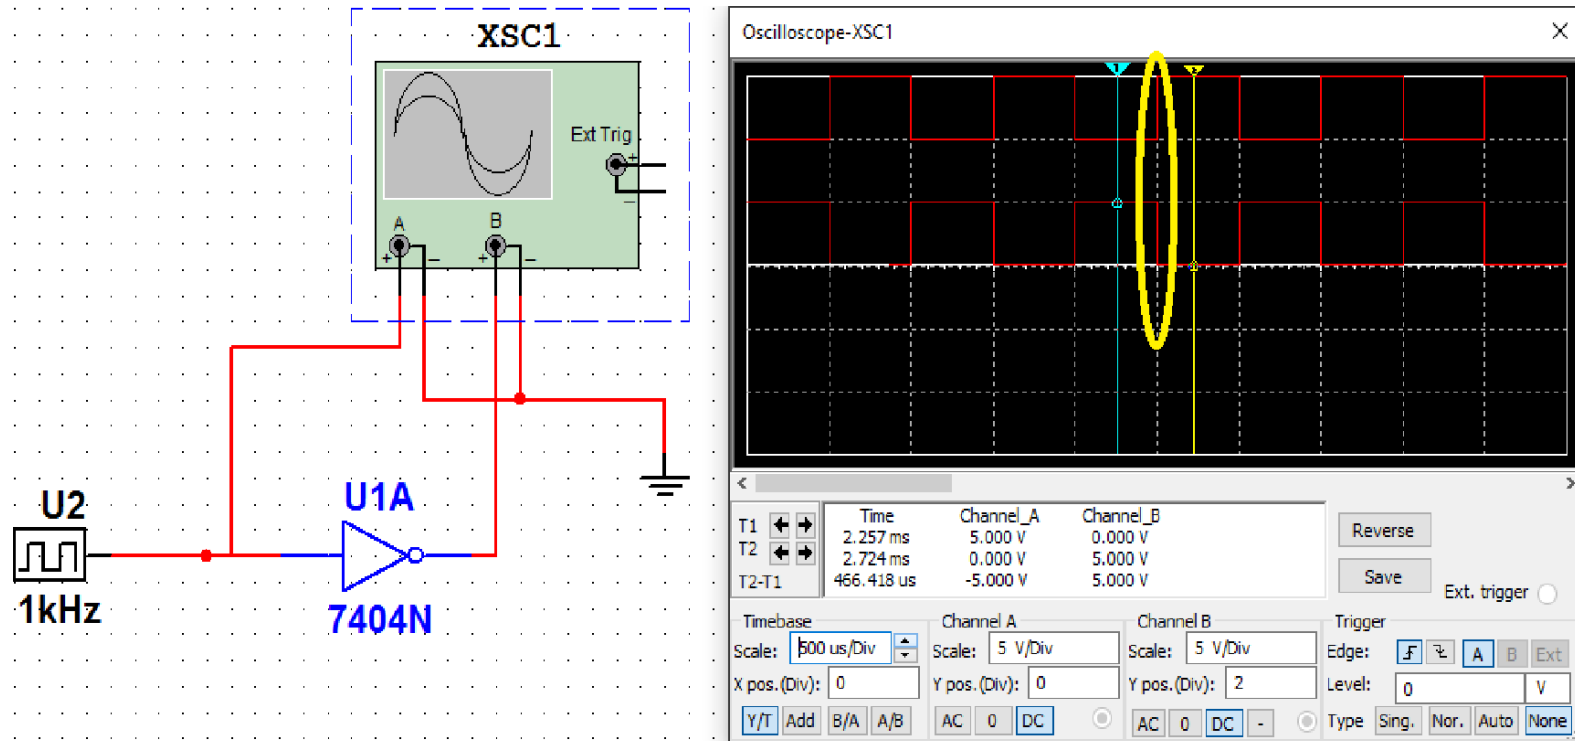 XSC1
Ext Trig
+
_
A
B
+ _ + _
U2
1kHz
U1A
7404N
Oscilloscope-XSC1
1
2
T1
T2
T2-T1
Time Channel_A Channel_B
2.257 ms 5.000 V 0.000 V
2.724 ms 0.000 V 5.000 V
466.418 us -5.000 V 5.000 V
Reverse
Save
Ext. trigger
Timebase
Scale: 500 us/Div
X pos.(Div): 0
Y/T Add B/A A/B
Channel A
Scale: 5 V/Div
Y pos.(Div): 0
AC 0 DC
Channel B
Scale: 5 V/Div
Y pos.(Div): 2
AC 0 DC -
Trigger
Edge: A B Ext
Level: 0 V
Type Sing. Nor. Auto None